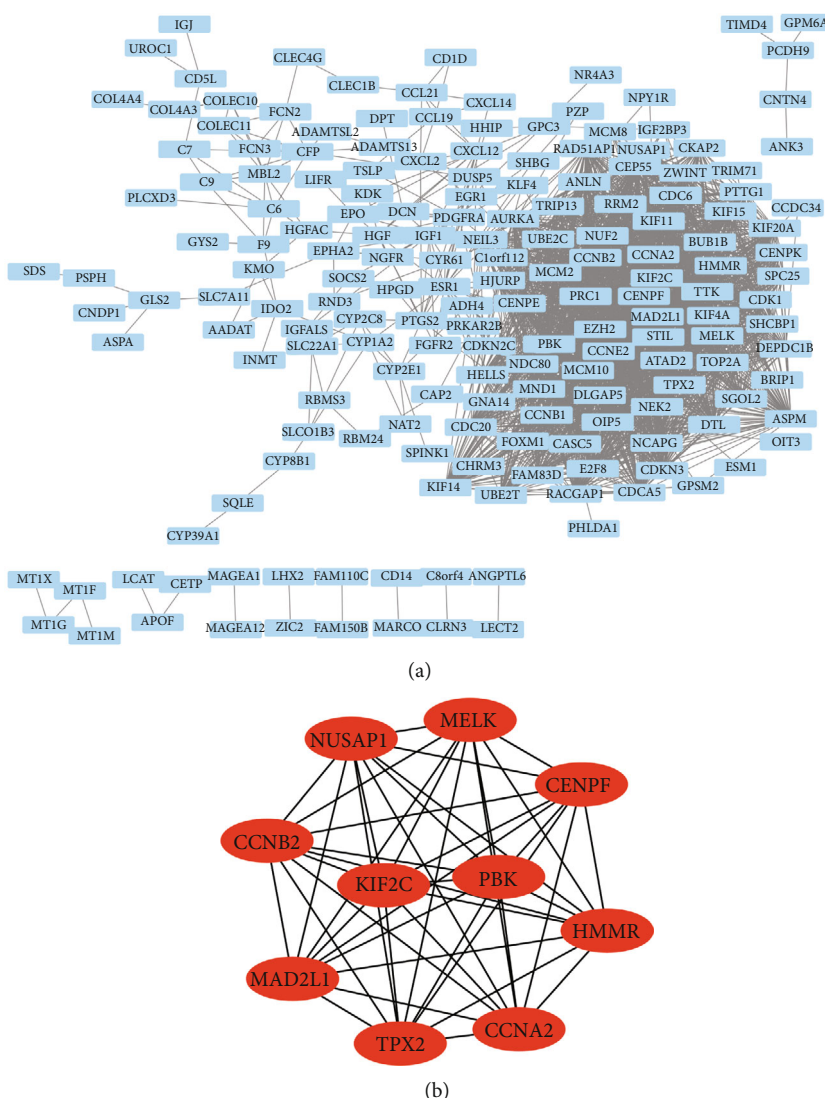 IGJ
TIMD4 GPM6A
UROC1
CLEC4G CD1D PCDH9
CD5L
CLEC1B CCL21 NR4A3
COL4A4 COL4A3 COLEC10 CXCL14 CNTN4
FCN2 DPT CCL19 PZP NPY1R
COLEC11 ADAMTSL2 HHIP GPC3 MCM8 IGF2BP3
C7 FCN3 CFP ADAMTS13 CXCL12 RAD51AP1 NUSAP1 CKAP2 ANK3
C9 MBL2 TSLP CXCL2 DUSP5 SHBG CEP55 ZWINT TRIM71
PLCXD3 LIFR KDK EGR1 KLF4 ANLN CDC6 PTTG1
C6 EPO DCN PDGFRA AURKA TRIP13 RRM2 KIF15 CCDC34
GYS2 F9 HGFAC HGF IGF1 NEIL3 UBE2C NUF2 KIF11 BUB1B KIF20A
SDS PSPH KMO EPHA2 NGFR CYR61 C1orf112 CCNB2 CCNA2 HMMR CENPK
SLC7A11 SOCS2 HPGD ESR1 HJURP MCM2 KIF2C TTK SPC25
CNDP1 GLS2 IDO2 RND3 CYP2C8 ADH4 CENPE PRC1 CENPF CDK1
ASPA AADAT IGFALS PTGS2 PRKAR2B EZH2 MAD2L1 KIF4A SHCBP1
INMT SLC22A1 CYP1A2 FGFR2 CDKN2C PBK STIL MELK DEPDC1B
CYP2E1 NDC80 CCNE2 ATAD2 TOP2A
RBMS3 CAP2 HELLS MCM10 TPX2 BRIP1
GNA14 MND1 DLGAP5 SGOL2
SLCO1B3 RBM24 NAT2 CDC20 CCNB1 OIP5 NEK2 DTL ASPM
CYP8B1 SPINK1 FOXM1 CASC5 NCAPG OIT3
CHRM3 FAM83D E2F8 CDKN3 ESM1
SQLE KIF14 UBE2T RACGAP1 CDCA5 GPSM2
CYP39A1 PHLDA1
MT1X MT1F LCAT CETP MAGEA1 LHX2 FAM110C CD14 C8orf4 ANGPTL6
MT1G MT1M APOF MAGEA12 ZIC2 FAM150B MARCO CLRN3 LECT2
(a)
MELK
NUSAP1
CENPF
CCNB2
KIF2C PBK
HMMR
MAD2L1
TPX2 CCNA2
(b)